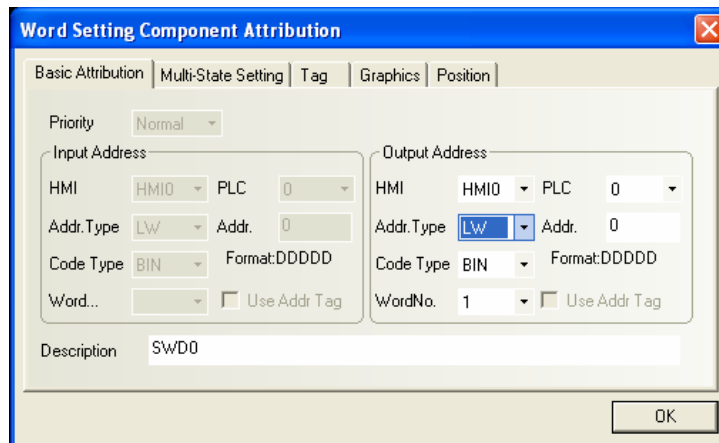 Word Setting Component Attribution
Basic Attribution Multi-State Setting Tag Graphics Position
Priority Normal
Input Address
HMI HMI0 PLC 0
Addr.Type LW Addr. 0
Code Type BIN Format:DDDDD
Word... Use Addr Tag
Output Address
HMI HMI0 PLC 0
Addr.Type LW Addr. 0
Code Type BIN Format:DDDDD
WordNo. 1 Use Addr Tag
Description SWD0
OK